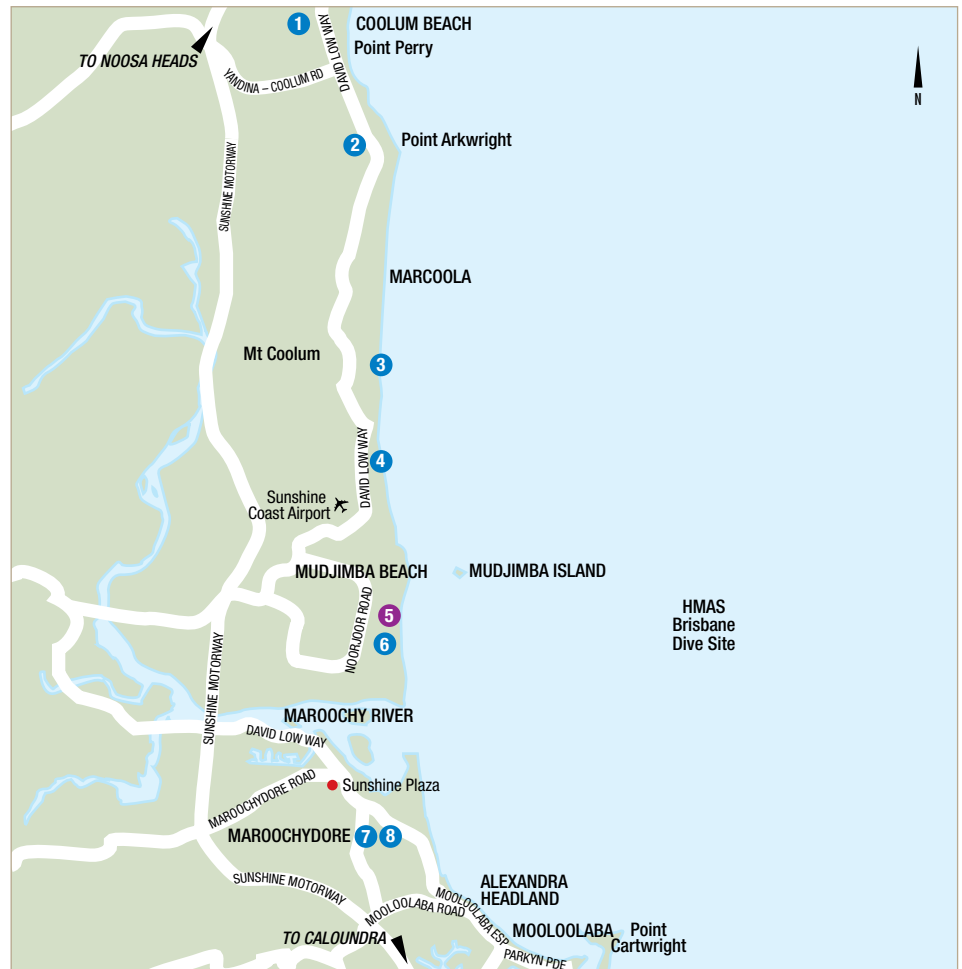 1
COOLUM BEACH
Point Perry
DAVID LOW WAY
TO NOOSA HEADS
YANDINA – COOLUM RD
N
2
Point Arkwright
SUNSHINE MOTORWAY
MARCOOLA
Mt Coolum
3
DAVID LOW WAY
4
Sunshine
Coast Airport
MUDJIMBA BEACH
MUDJIMBA ISLAND
HMAS
Brisbane
Dive Site
5
NOORJOOR ROAD
6
SUNSHINE MOTORWAY
MAROOCHY RIVER
DAVID LOW WAY
MAROOCHYDORE ROAD
Sunshine Plaza
MAROOCHYDORE
7
8
SUNSHINE MOTORWAY
ALEXANDRA
HEADLAND
MOOLOOLABA ROAD
MOOLOOLABA ESP
MOOLOOLABA
Point
Cartwright
TO CALOUNDRA
PARKYN PDE